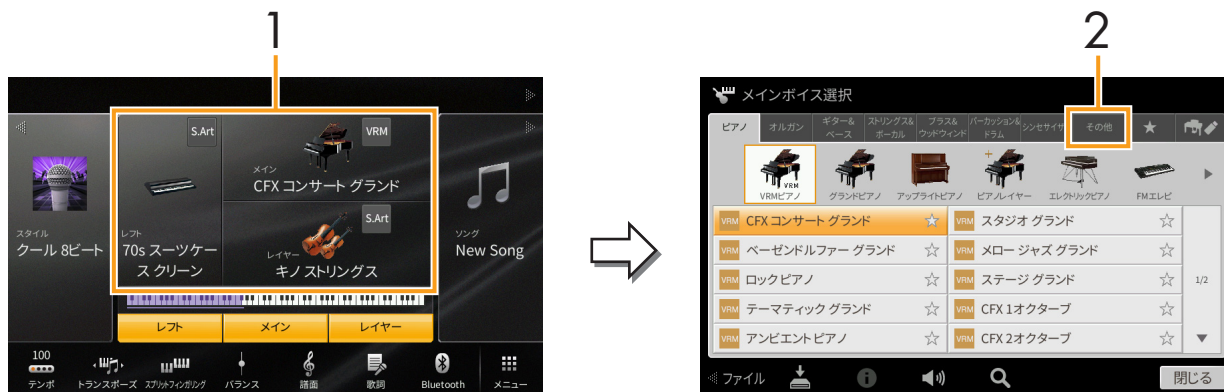 1
2
S.Art
VRM
メイン
CFX コンサート グランド
スタイル
クール 8ビート
レフト
70s スーツケー
ス クリーン
S.Art
レイヤー
キノ ストリングス
ソング
New Song
レフト
メイン
レイヤー
100
テンポ
トランスポーズ
スプリットフィンガリング
バランス
譜面
歌詞
Bluetooth
メニュー
メインボイス選択
ピアノ
オルガン
ギター&
ベース
ストリングス&
ボーカル
ブラス&
ウッドウィンド
パーカッション&
ドラム
シンセサイザ
その他
VRM
VRMピアノ
グランドピアノ
アップライトピアノ
ピアノレイヤー
エレクトリックピアノ
FMエレピ
VRM CFX コンサート グランド
VRM スタジオ グランド
VRM ベーゼンドルファー グランド
VRM メロー ジャズ グランド
VRM ロックピアノ
VRM ステージ グランド
1/2
VRM テーマティック グランド
VRM CFX 1オクターブ
VRM アンビエントピアノ
VRM CFX 2オクターブ
ファイル
閉じる